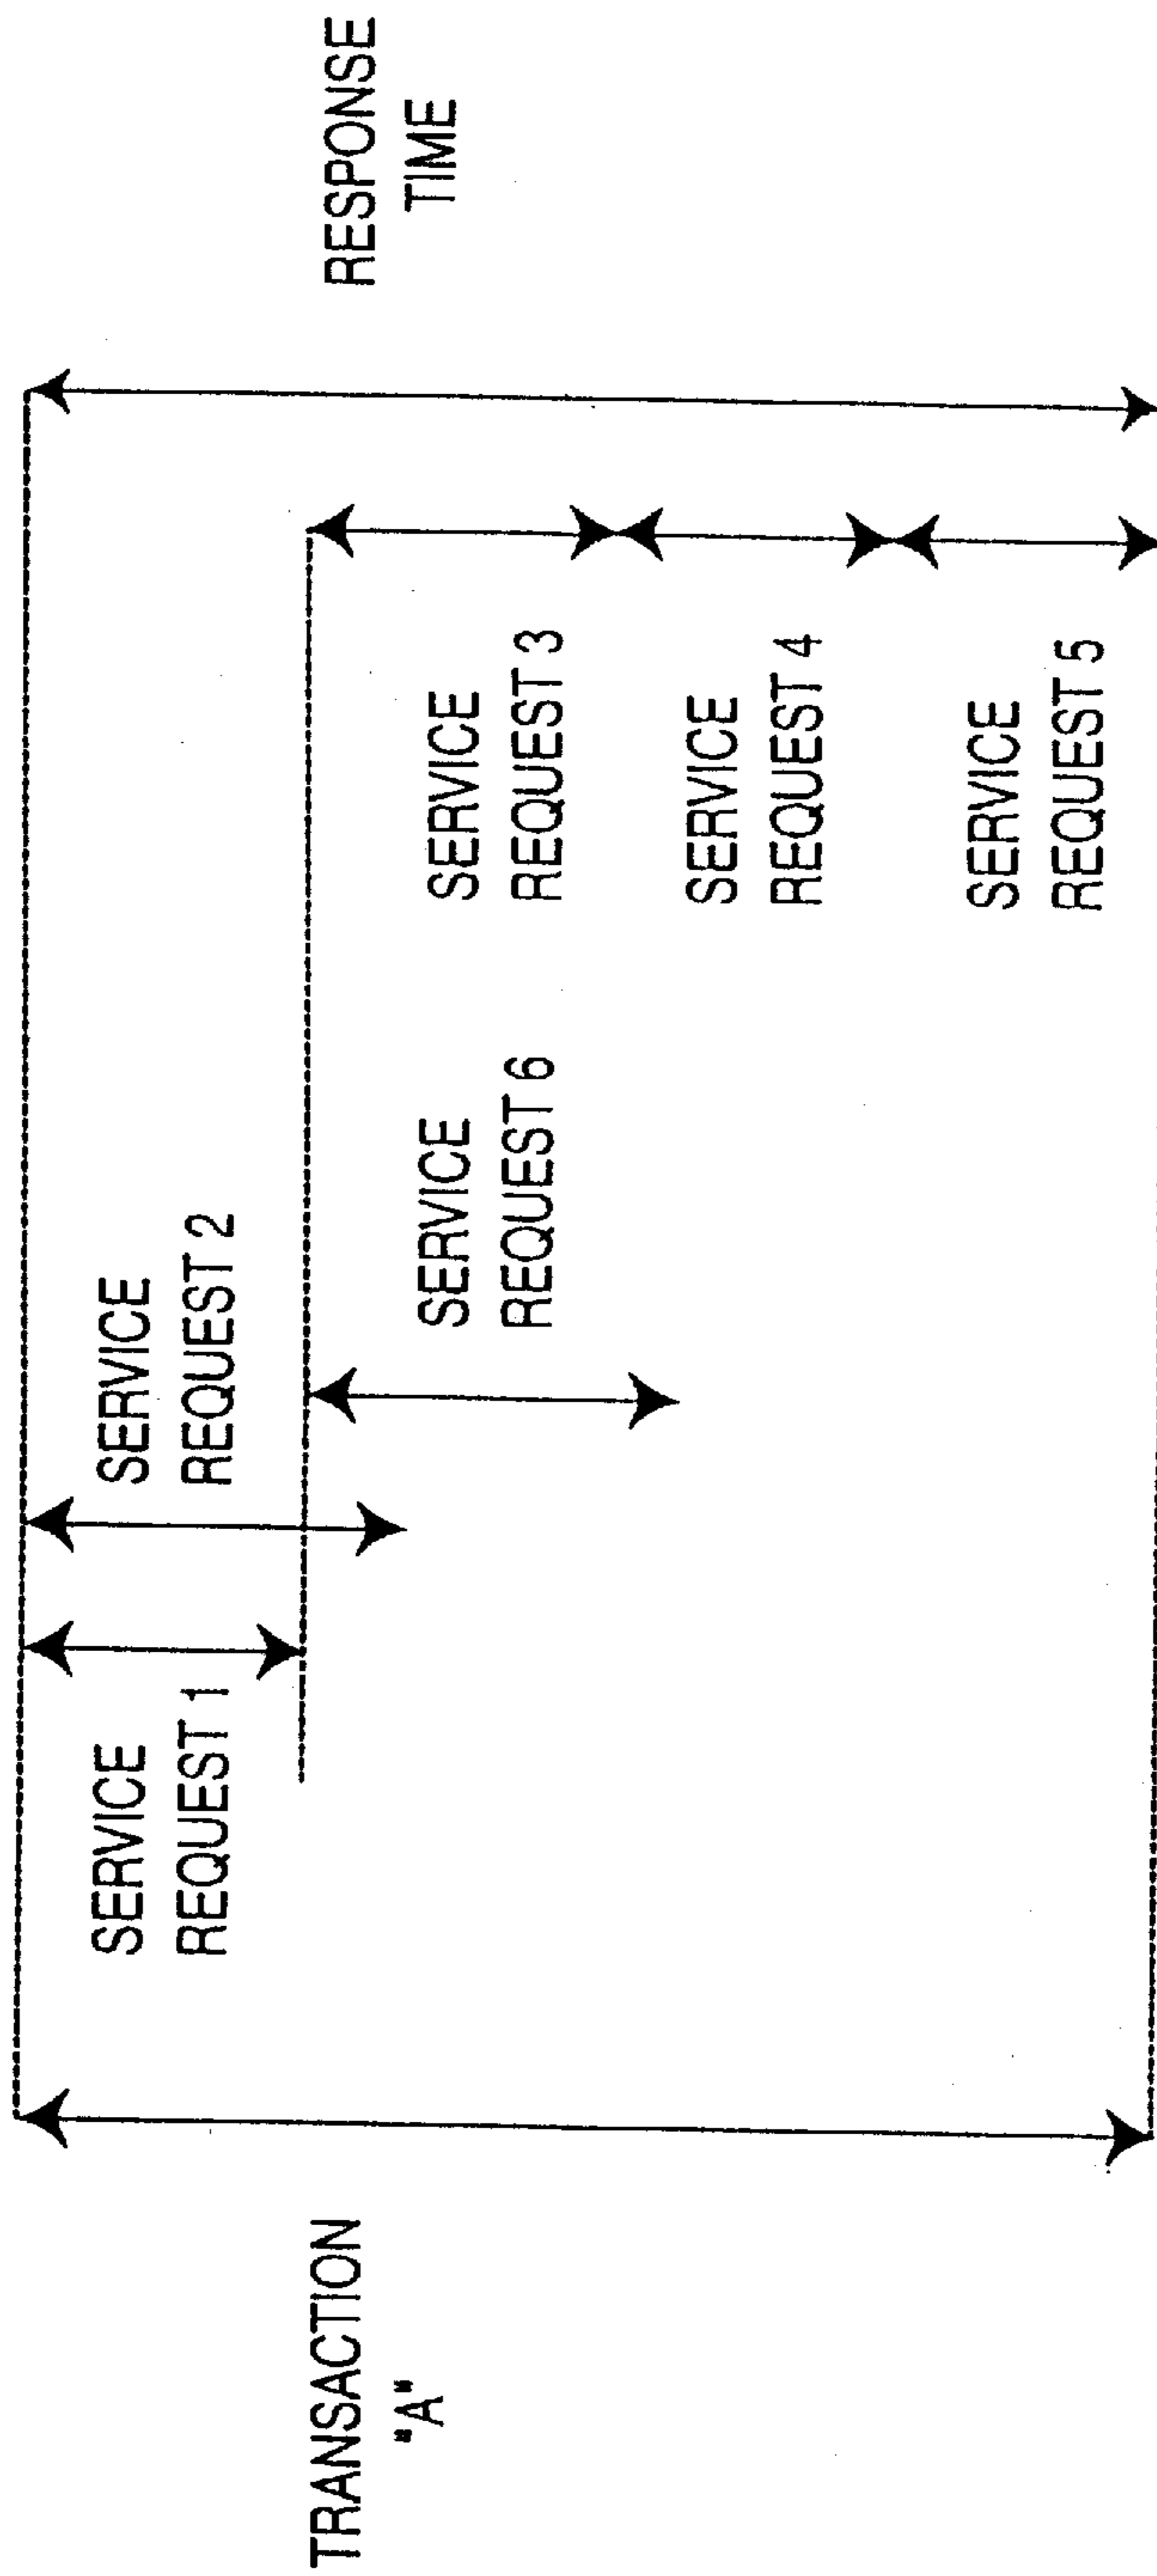 TRANSACTION
"A"
SERVICE
REQUEST 1
SERVICE
REQUEST 2
SERVICE
REQUEST 6
SERVICE
REQUEST 3
SERVICE
REQUEST 4
SERVICE
REQUEST 5
RESPONSE
TIME